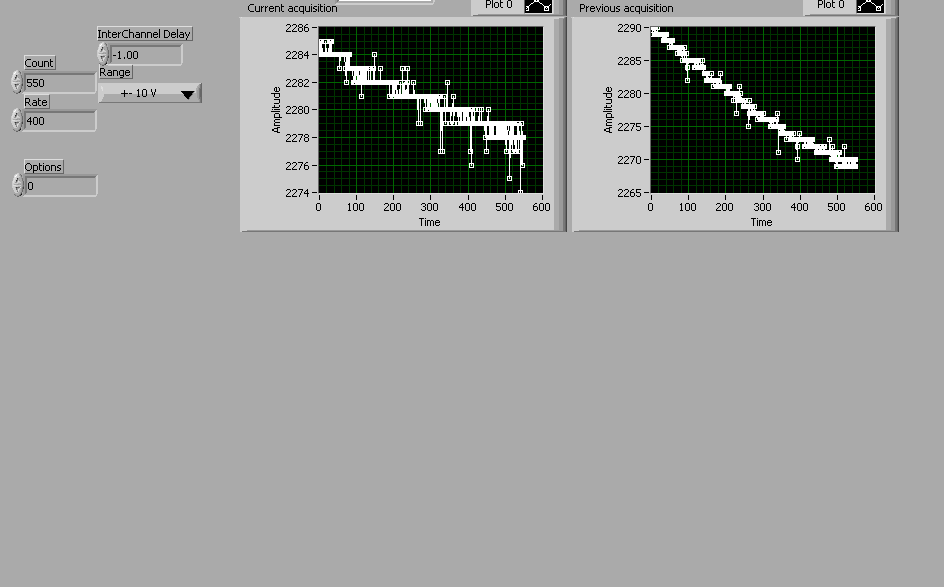 Current acquisition
Plot 0
Previous acquisition
Plot 0
InterChannel Delay
-1.00
Range
+- 10 V
Count
550
Rate
400
Options
0
2286
2284
2282
2280
2278
2276
2274
Amplitude
0 100 200 300 400 500 600
Time
2290
2285
2280
2275
2270
2265
Amplitude
0 100 200 300 400 500 600
Time